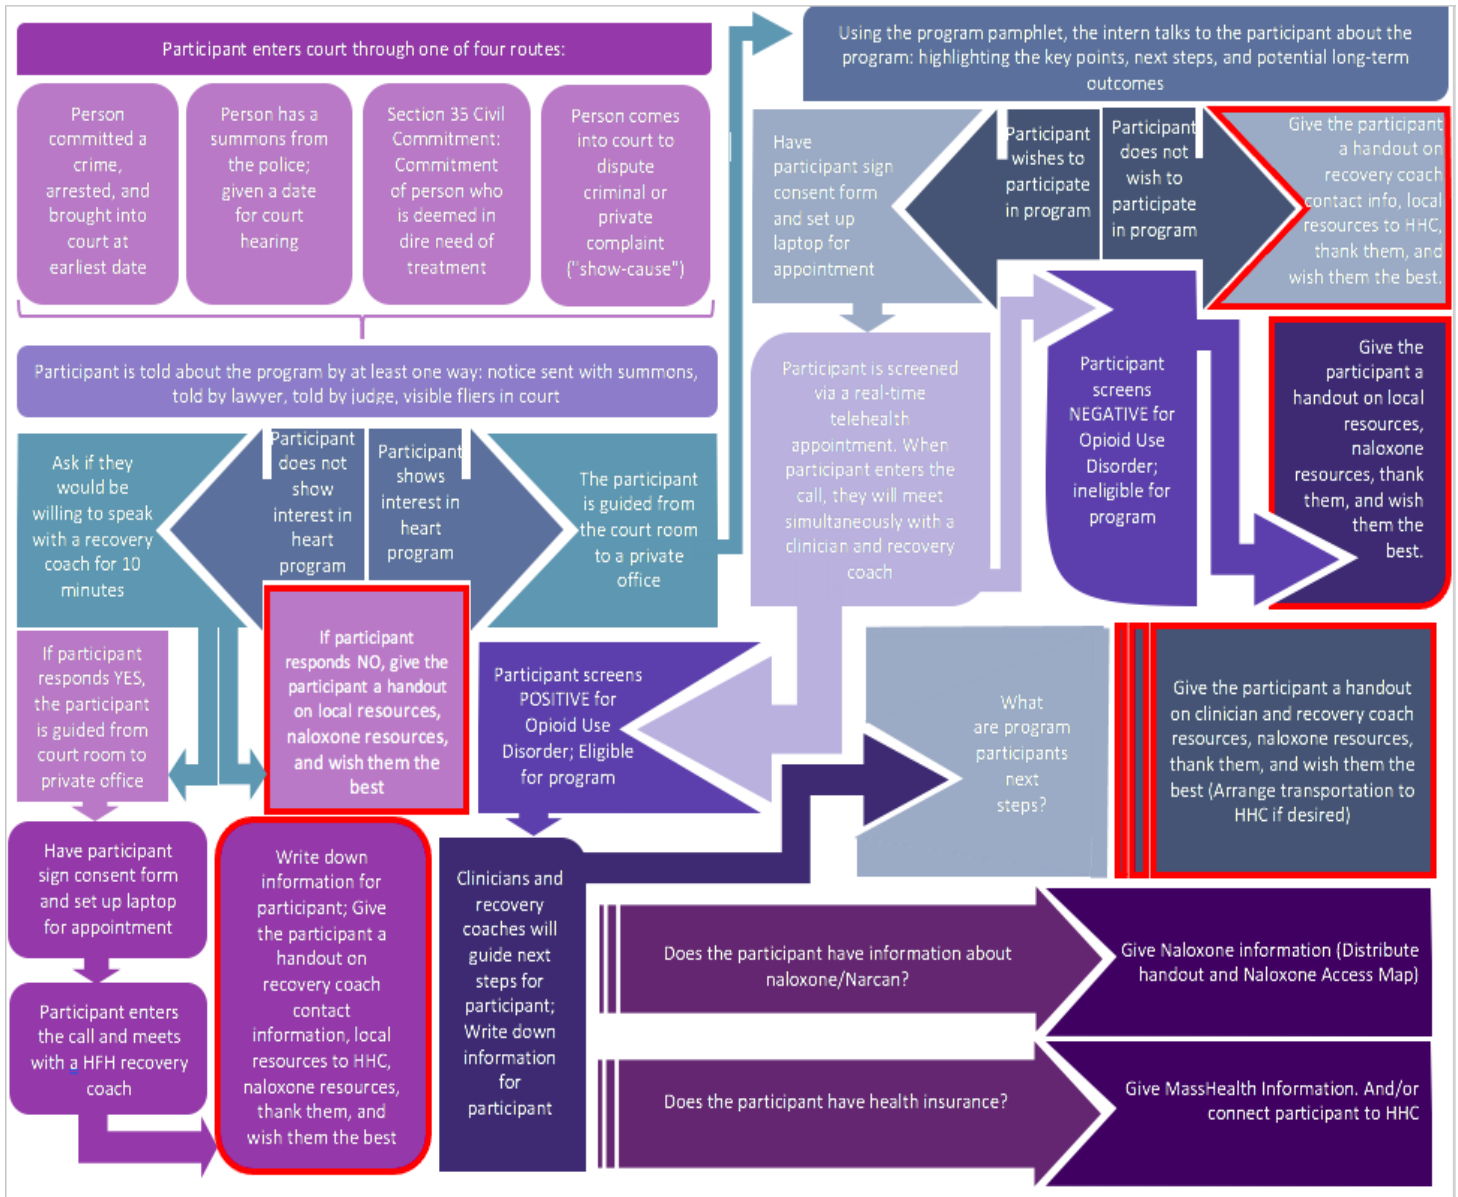 Participant enters court through one of four routes:
Person
committed a
crime,
arrested, and
brought into
court at
earliest date
Person has a
summons from
the police;
given a date
for court
hearing
Section 35 Civil
Commitment:
Commitment
of person who
is deemed in
dire need of
treatment
Person comes
into court to
dispute
criminal or
private
complaint
("show-cause")
Participant is told about the program by at least one way: notice sent with summons,
told by lawyer, told by judge, visible fliers in court
Ask if they
would be
willing to speak
with a recovery
coach for 10
minutes
Participant
does not
show
interest in
heart
program
Participant
shows
interest in
heart
program
The participant
is guided from
the court room
to a private
office
If participant
responds YES,
the participant
is guided from
court room to
private office
If participant
responds NO, give the
participant a handout
on local resources,
naloxone resources,
and wish them the
best
Have participant
sign consent form
and set up laptop
for appointment
Participant enters
the call and meets
with a HFH recovery
coach
Write down
information for
participant; Give
the participant a
handout on
recovery coach
contact
information, local
resources to HHC,
naloxone resources,
thank them, and
wish them the best
Using the program pamphlet, the intern talks to the participant about the
program: highlighting the key points, next steps, and potential long-term
outcomes
Have
participant sign
consent form
and set up
laptop for
appointment
Participant
wishes to
participate
in program
Participant
does not
wish to
participate
in program
Give the participant
a handout on
recovery coach
contact info, local
resources to HHC,
thank them, and
wish them the best.
Participant is screened
via a real-time
telehealth
appointment. When
participant enters the
call, they will meet
simultaneously with a
clinician and recovery
coach
Participant
screens
NEGATIVE for
Opioid Use
Disorder;
ineligible for
program
Give the
participant a
handout on local
resources,
naloxone
resources, thank
them, and wish
them the
best.
Participant screens
POSITIVE for
Opioid Use
Disorder; Eligible
for program
Clinicians and
recovery
coaches will
guide next
steps for
participant;
Write down
information
for
participant
What
are program
participants
next
steps?
Give the participant a handout
on clinician and recovery coach
resources, naloxone resources,
thank them, and wish them the
best (Arrange transportation to
HHC if desired)
Does the participant have information about
naloxone/Narcan?
Give Naloxone information (Distribute
handout and Naloxone Access Map)
Does the participant have health insurance?
Give MassHealth Information. And/or
connect participant to HHC